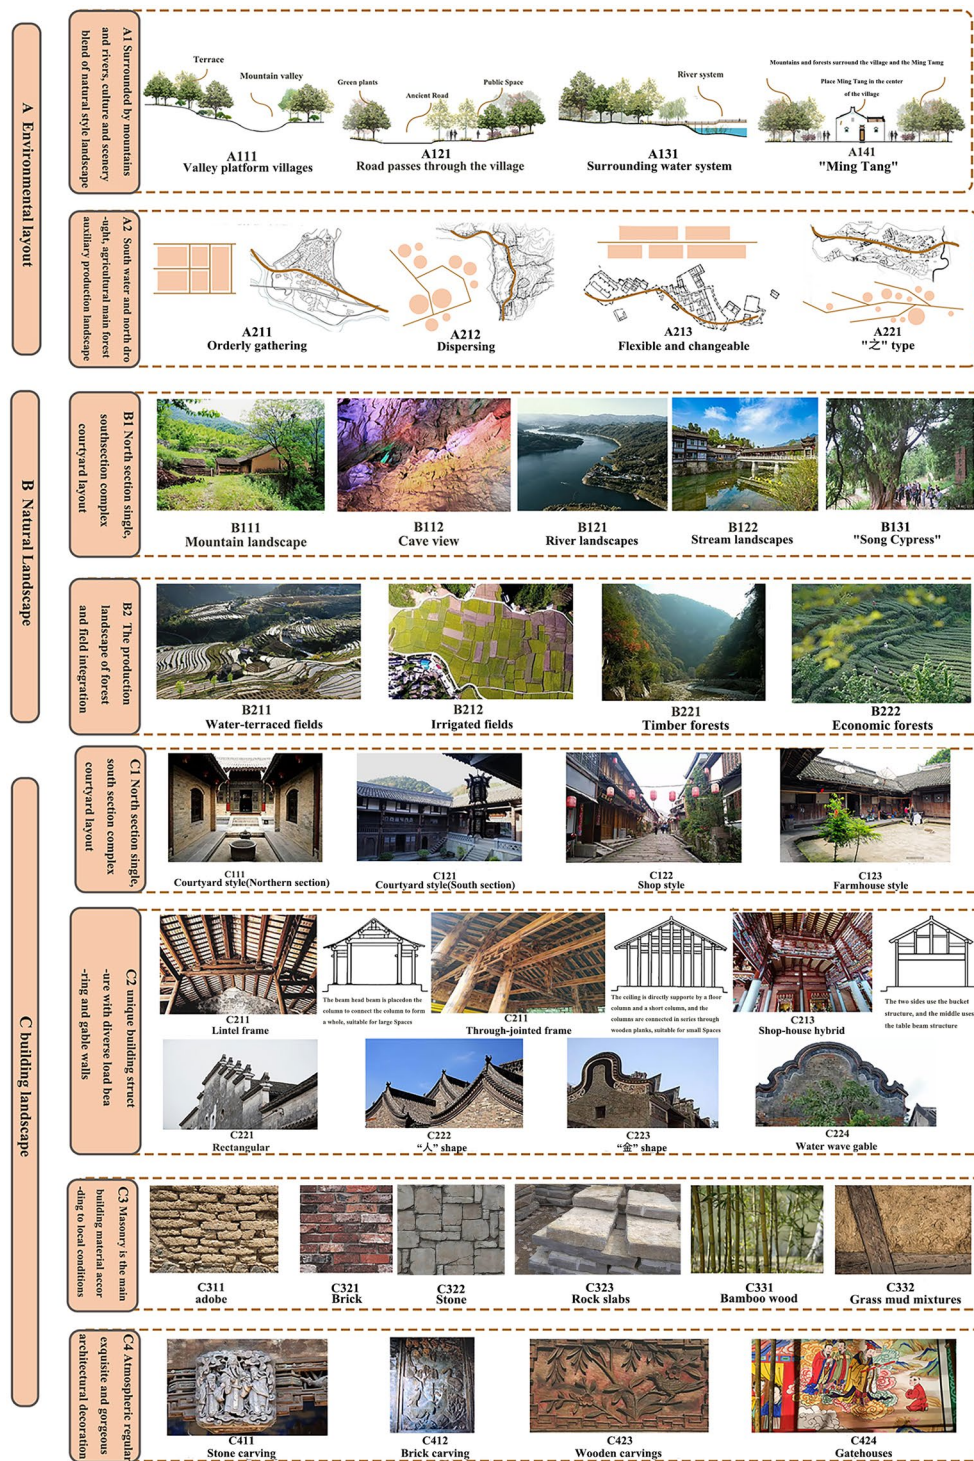 A Environmental layout
A1 Surrounded by mountains
and rivers, culture and scenery
blend of natural style landscape
Terrace
Mountain valley
A111
Valley platform villages
Green plants
Ancient Road
Public Space
A121
Road passes through the village
River system
A131
Surrounding water system
Mountains and forests surround the village and the Ming Tamg
Place Ming Tang in the center
of the village
A141
"Ming Tang"
A2 South water and north dro
-ught, agricultural main forest
auxiliary production landscape
A211
Orderly gathering
A212
Dispersing
A213
Flexible and changeable
A221
"之" type
B Natural Landscape
B1 North section single,
southsection complex
courtyard layout
B111
Mountain landscape
B112
Cave view
B121
River landscapes
B122
Stream landscapes
B131
"Song Cypress"
B2 The production
landscape of forest
and field integration
B211
Water-terraced fields
B212
Irrigated fields
B221
Timber forests
B222
Economic forests
C building landscape
C1 North section single,
south section complex
courtyard layout
C111
Courtyard style(Northern section)
C121
Courtyard style(South section)
C122
Shop style
C123
Farmhouse style
C2 unique building struct
-ure with diverse load bea
-ring and gable walls
C211
Lintel frame
The beam head beam is placedon the
column to connect the column to form
a whole, suitable for large Spaces
C211
Through-jointed frame
The ceiling is directly supporte by a floor
column and a short column, and the
columns are connected in series through
wooden planks, suitable for small Spaces
C213
Shop-house hybrid
The two sides use the bucket
structure, and the middle uses
the table beam structure
C221
Rectangular
C222
“人” shape
C223
“金” shape
C224
Water wave gable
C3 Masonry is the main
building material accor
-ding to local conditions
C311
adobe
C321
Brick
C322
Stone
C323
Rock slabs
C331
Bamboo wood
C332
Grass mud mixtures
C4 Atmospheric regular
exquisite and gorgeous
architectural decoration
C411
Stone carving
C412
Brick carving
C423
Wooden carvings
C424
Gatehouses